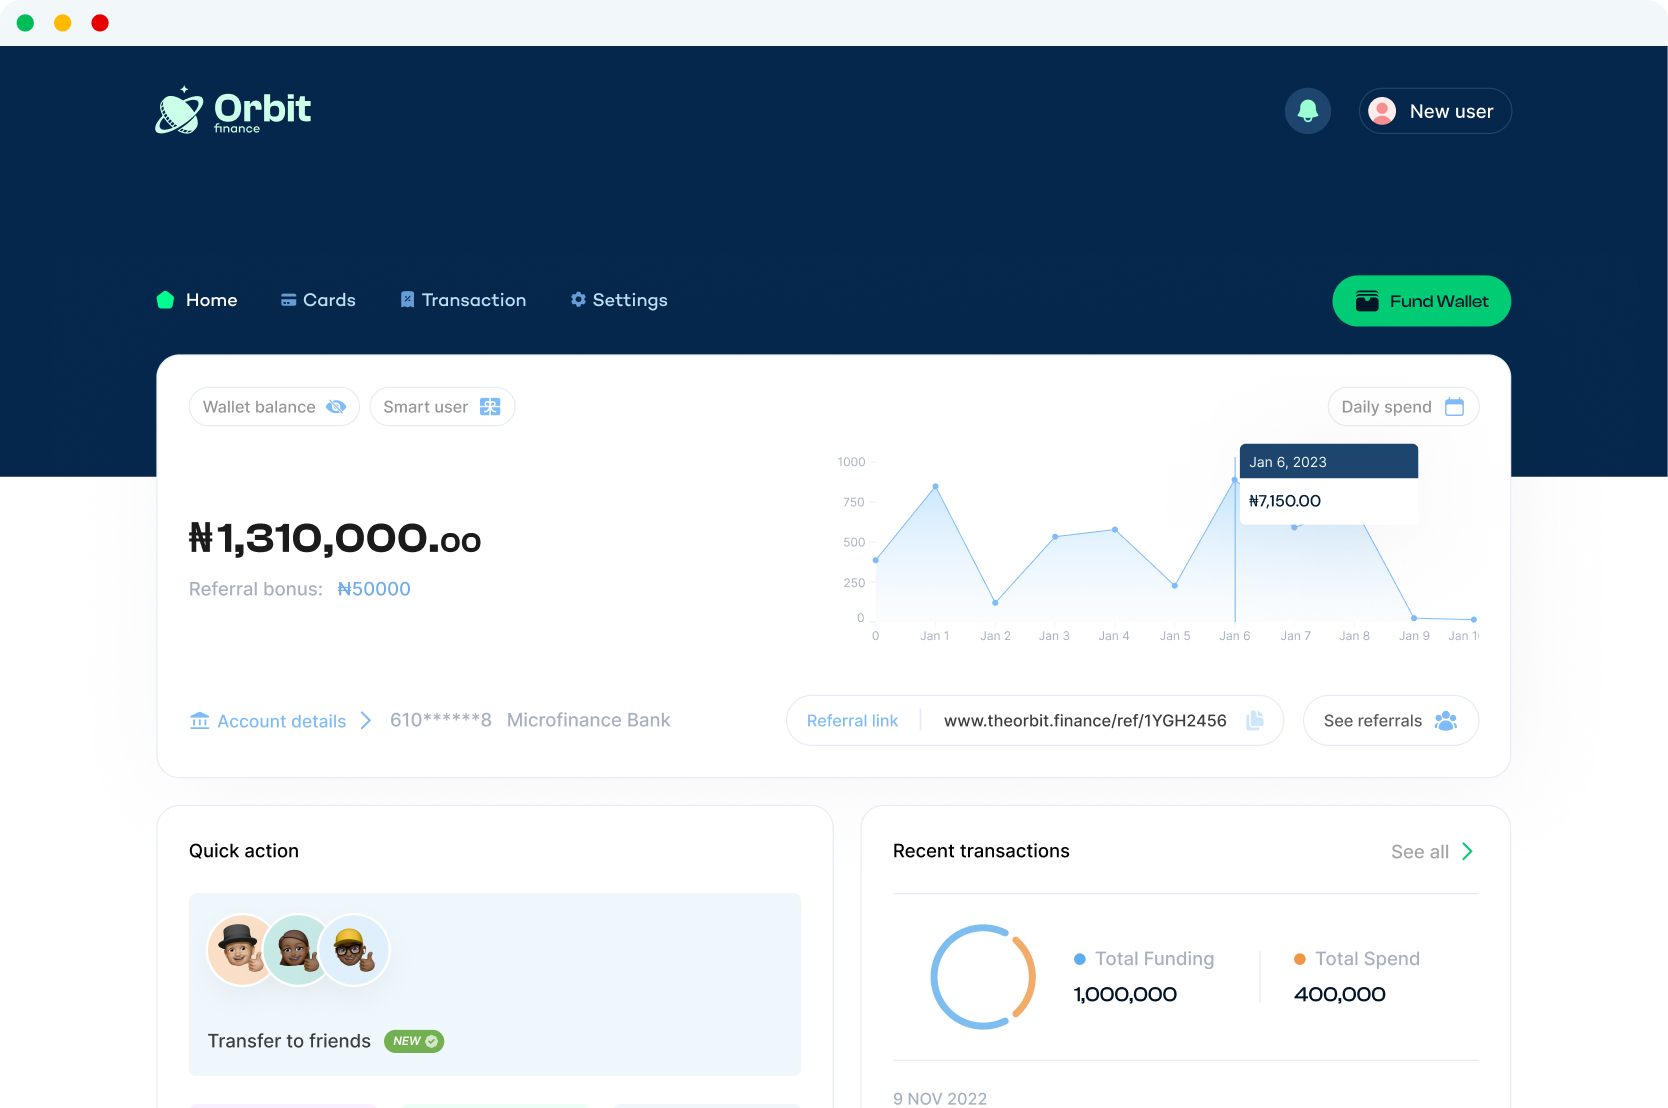 Orbit
finance
New user
Home
Cards
Transaction
Settings
Fund Wallet
Wallet balance
Smart user
Daily spend
Jan 6, 2023
₦7,150.00
1000
750
500
250
0
0
Jan 1
Jan 2
Jan 3
Jan 4
Jan 5
Jan 6
Jan 7
Jan 8
Jan 9
Jan 1
₦1,310,000.00
Referral bonus: ₦50000
Account details
610******8 Microfinance Bank
Referral link
www.theorbit.finance/ref/1YGH2456
See referrals
Quick action
Transfer to friends
NEW
Recent transactions
See all
Total Funding
1,000,000
Total Spend
400,000
9 NOV 2022